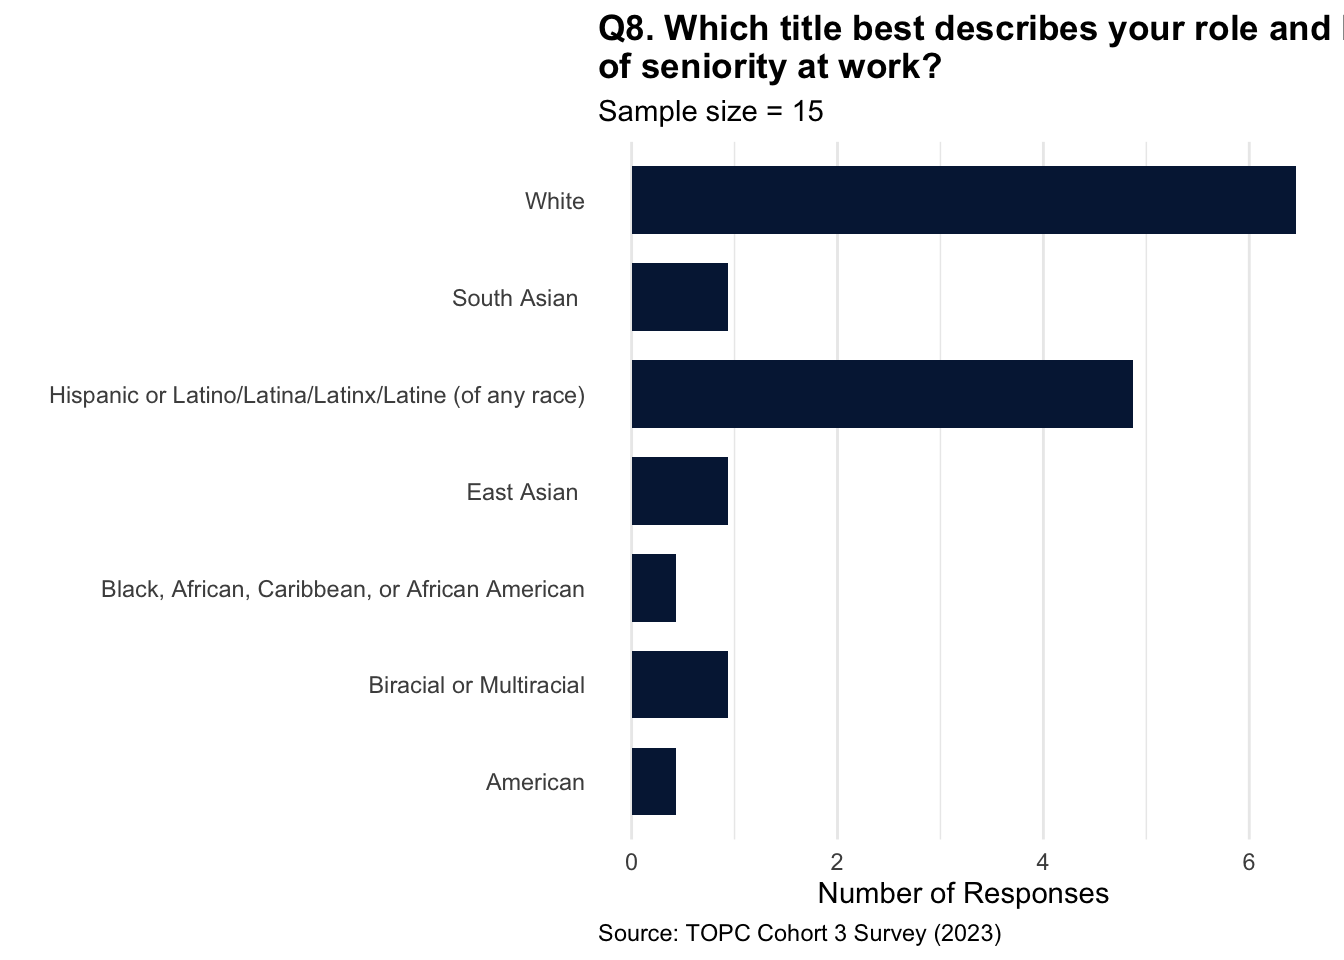 Q8. Which title best describes your role and
of seniority at work?
Sample size = 15
White
South Asian
Hispanic or Latino/Latina/Latinx/Latine (of any race)
East Asian
Black, African, Caribbean, or African American
Biracial or Multiracial
American
0 2 4 6
Number of Responses
Source: TOPC Cohort 3 Survey (2023)